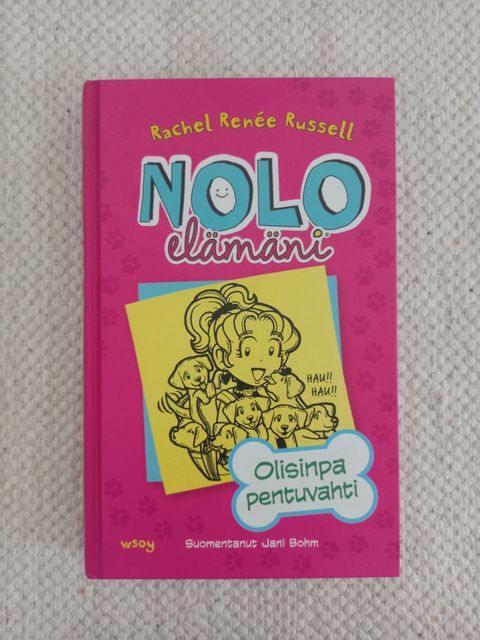 Rachel Renée Russell
NOLO
elämäni®
HAU!!
HAU!!
Olisinpa
pentuvahti
wsoy
Suomentanut Jani Bohm